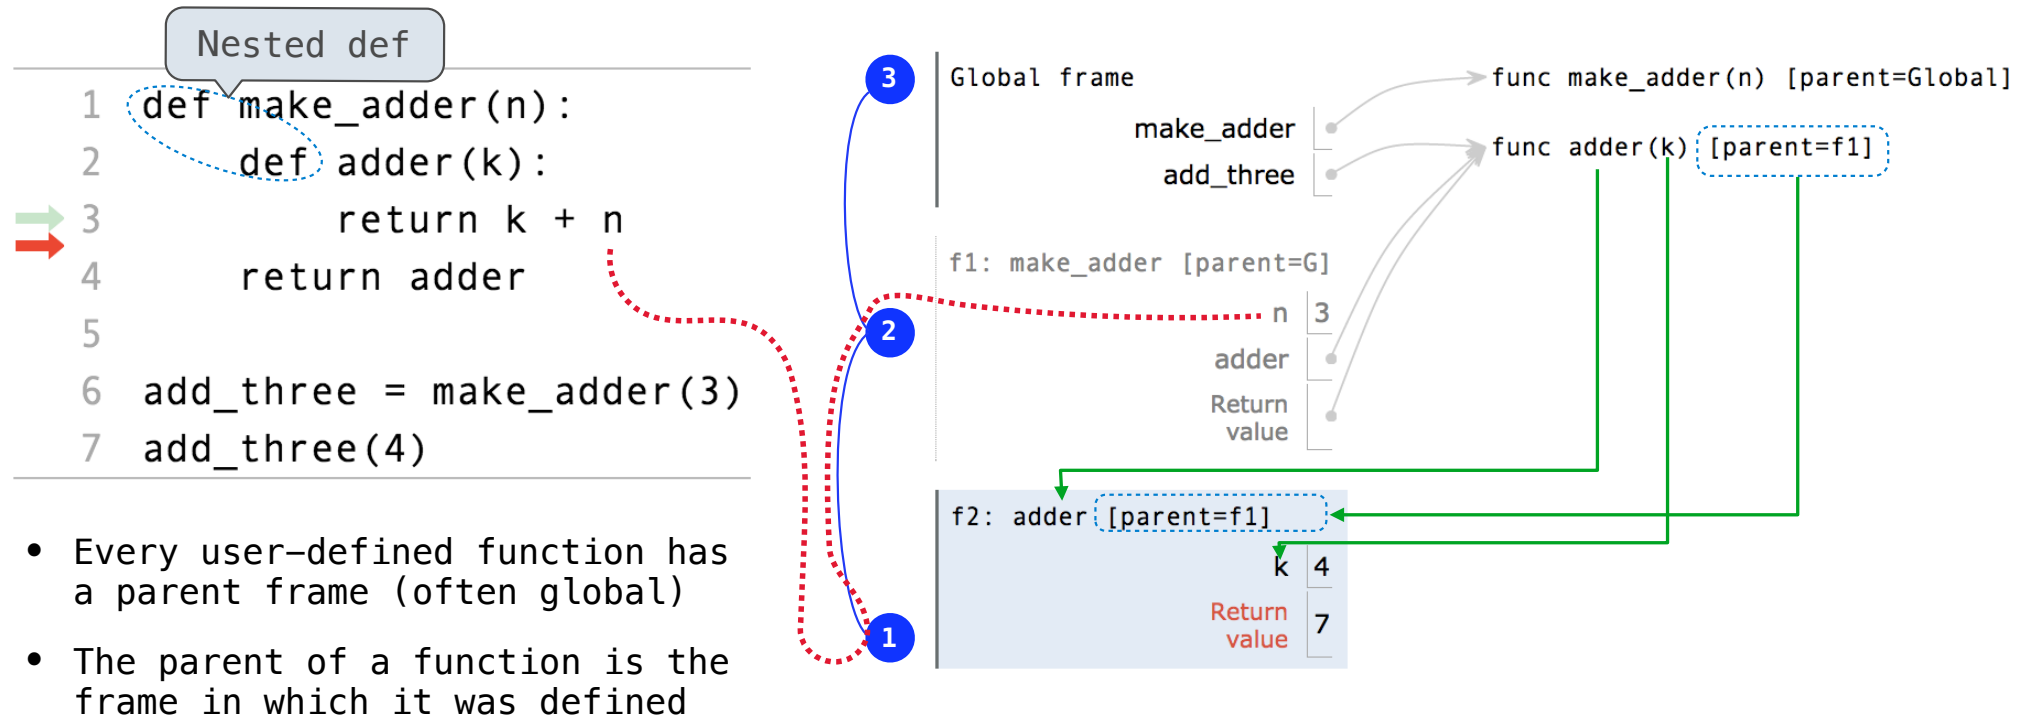 Nested def
1 def make_adder(n):
2     def adder(k):
3         return k + n
4     return adder
5
6 add_three = make_adder(3)
7 add_three(4)
• Every user–defined function has
a parent frame (often global)
• The parent of a function is the
frame in which it was defined
3
2
1
Global frame
make_adder
add_three
func make_adder(n) [parent=Global]
func adder(k) [parent=f1]
f1: make_adder [parent=G]
n 3
adder
Return
value
f2: adder [parent=f1]
k 4
Return
value 7